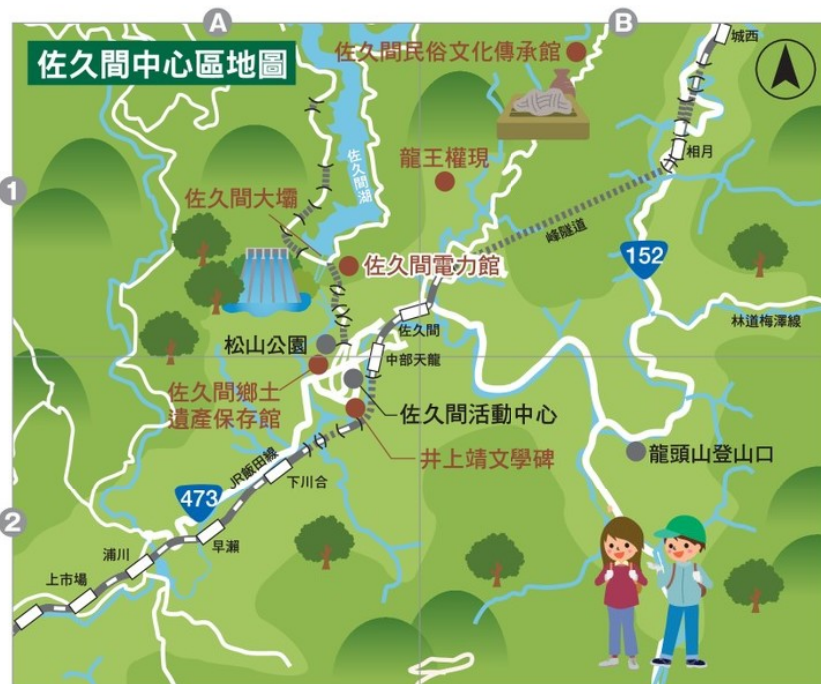 A
B
佐久間中心區地圖
佐久間民俗文化傳承館
城西
佐久間湖
龍王權現
相月
1
佐久間大壩
峰隧道
佐久間電力館
152
林道梅澤線
佐久間
松山公園
中部天龍
佐久間鄉土
遺產保存館
佐久間活動中心
井上靖文學碑
龍頭山登山口
JR飯田線
下川合
473
2
早瀨
浦川
上市場